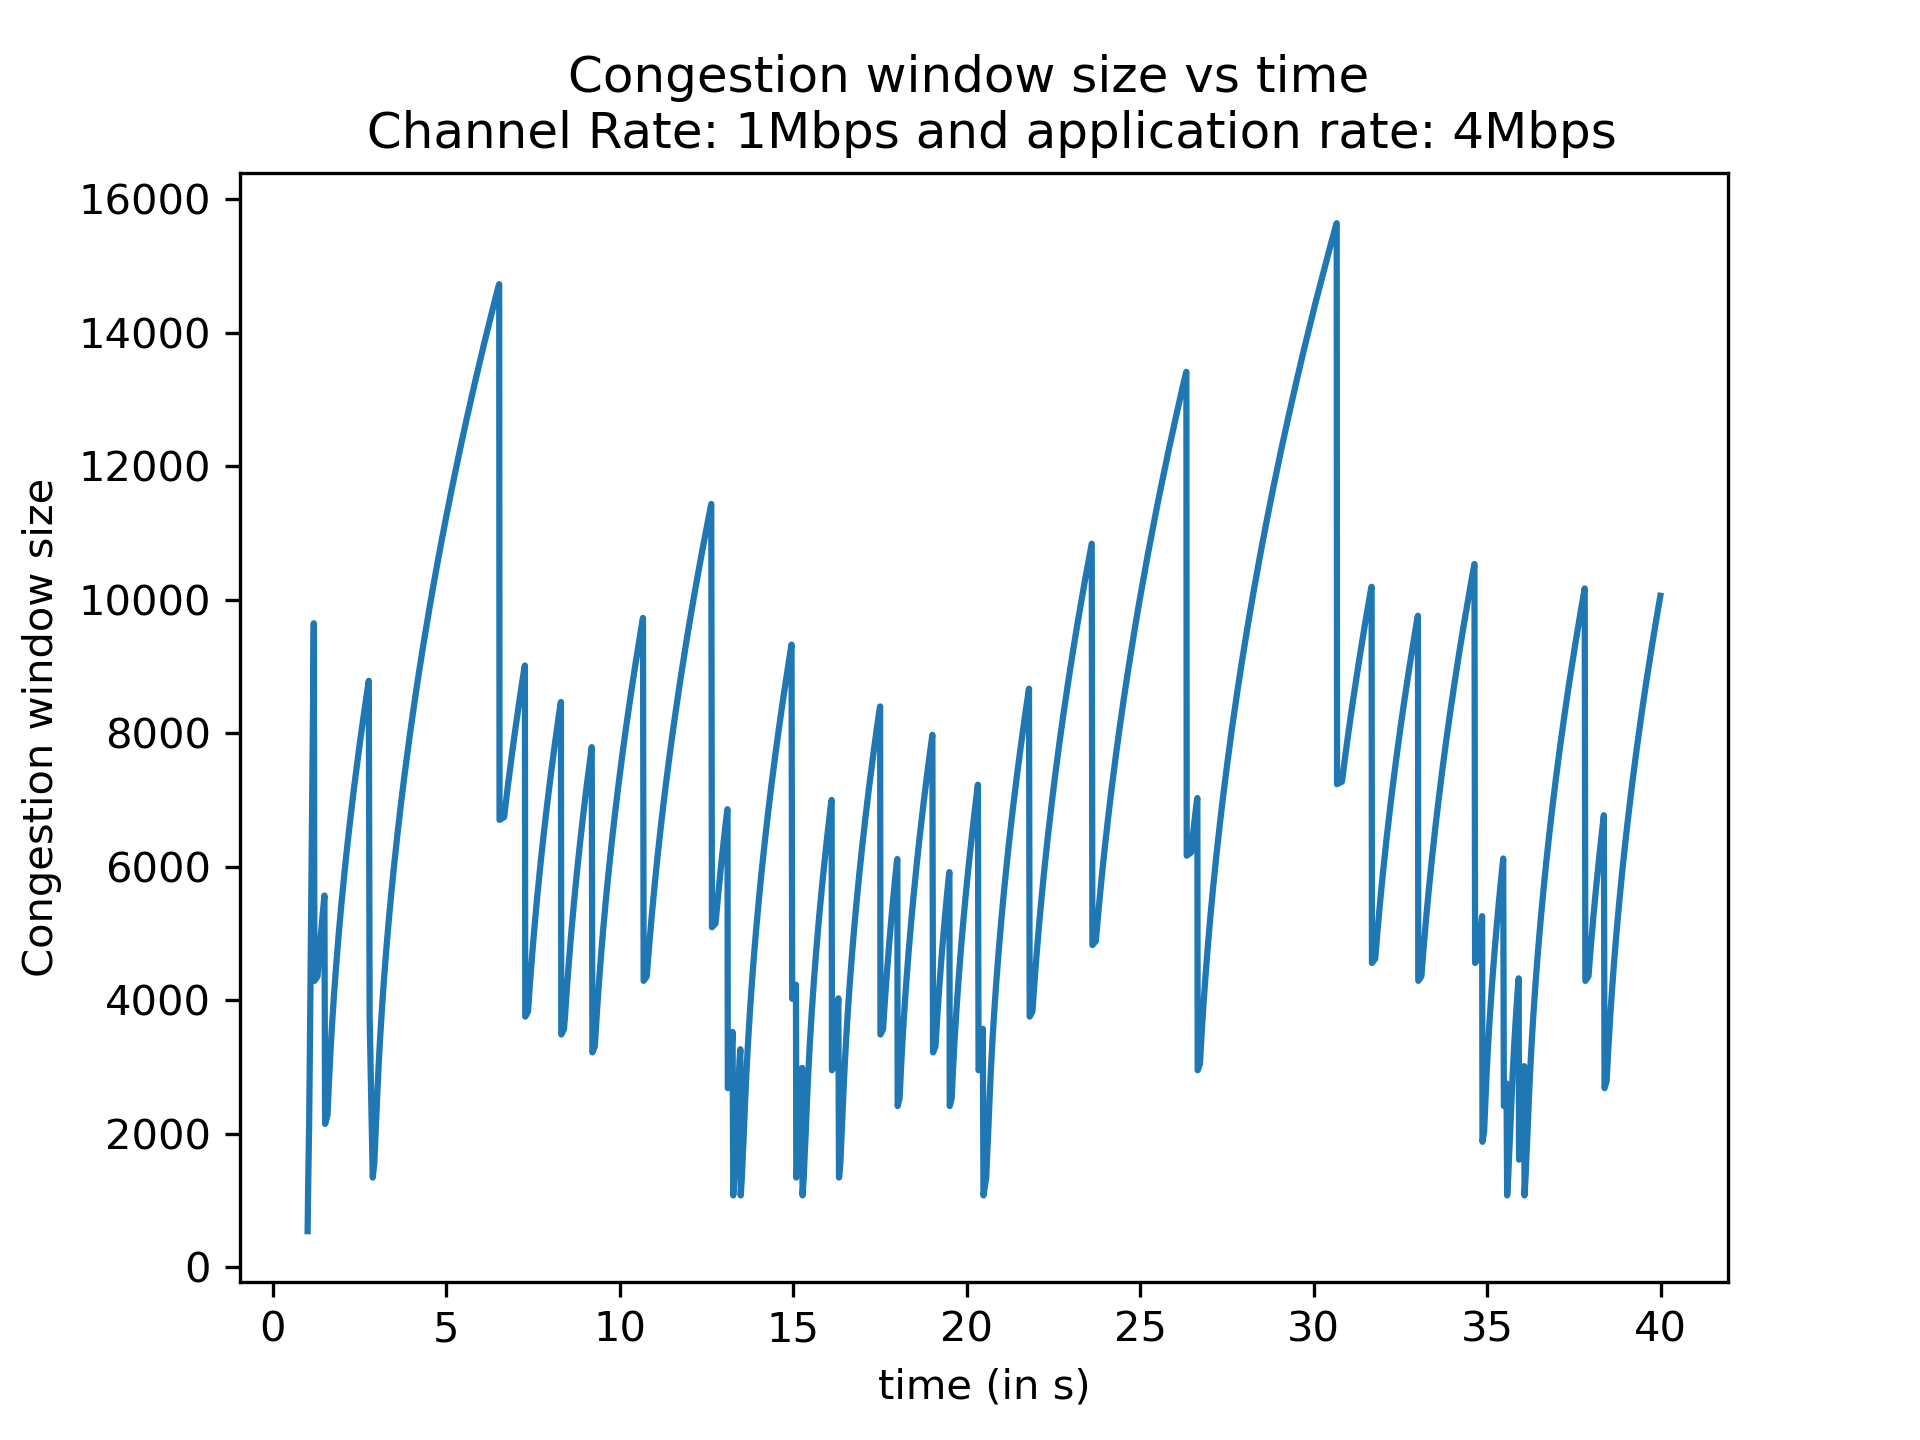 Congestion window size vs time
Channel Rate: 1Mbps and application rate: 4Mbps
16000
14000
12000
10000
8000
6000
4000
2000
0
Congestion window size
0 5 10 15 20 25 30 35 40
time (in s)